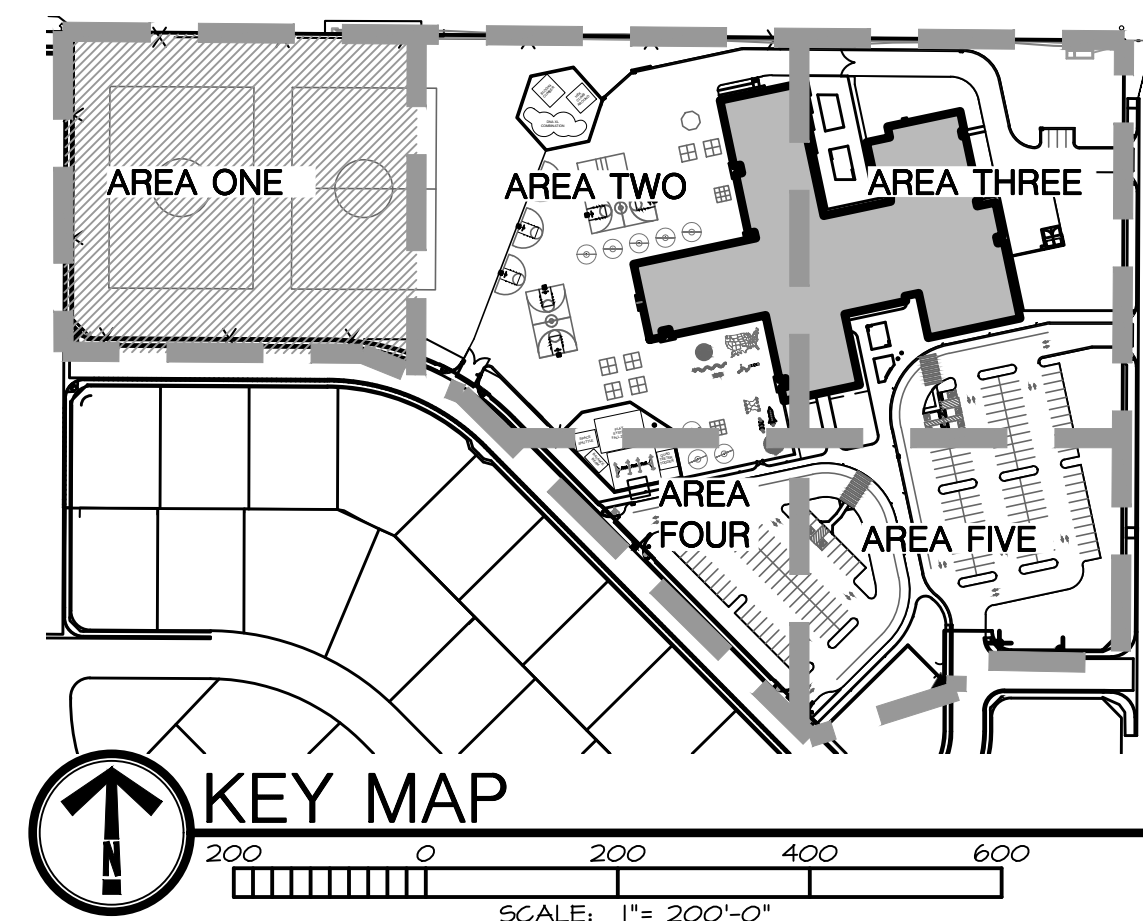 AREA ONE
AREA TWO
AREA THREE
AREA
FOUR
AREA FIVE
KEY MAP
N
200 0 200 400 600
SCALE: 1"= 200'-0"